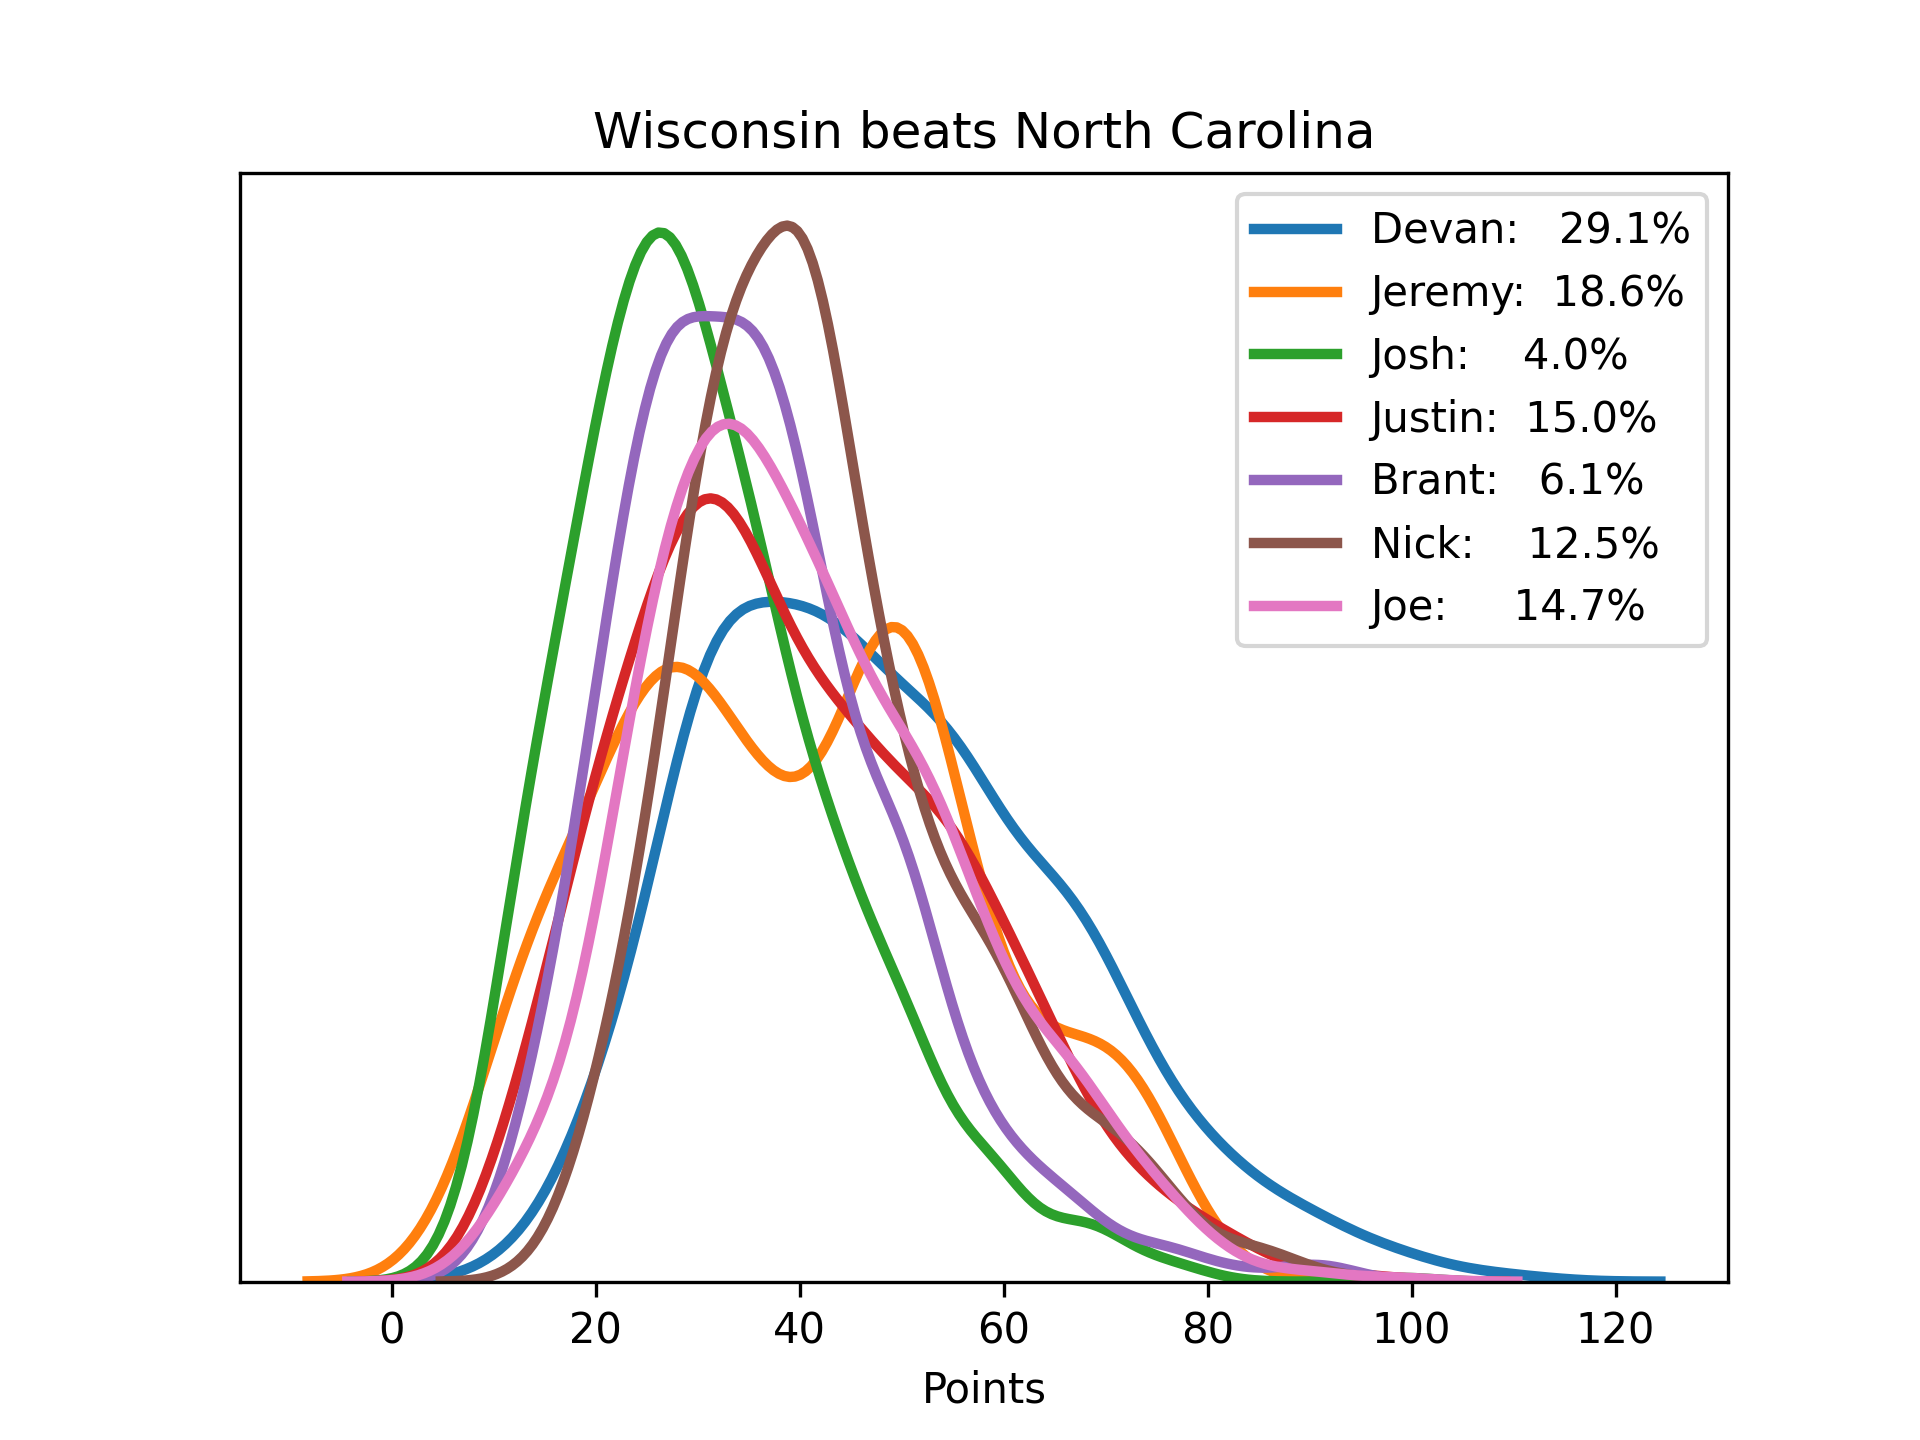 Wisconsin beats North Carolina
Devan: 29.1%
Jeremy: 18.6%
Josh: 4.0%
Justin: 15.0%
Brant: 6.1%
Nick: 12.5%
Joe: 14.7%
0 20 40 60 80 100 120
Points